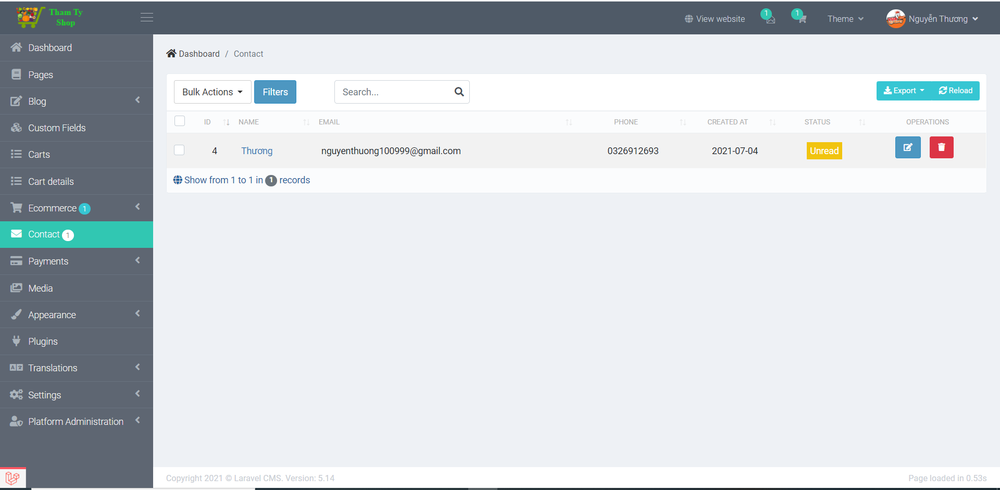 Tham Ty
Shop
View website
1
1
Theme
Nguyễn Thương
Dashboard
Pages
Blog
Custom Fields
Carts
Cart details
Ecommerce 1
Contact 1
Payments
Media
Appearance
Plugins
Translations
Settings
Platform Administration
Dashboard / Contact
Bulk Actions
Filters
Search...
Export
Reload
ID NAME EMAIL PHONE CREATED AT STATUS OPERATIONS
4 Thương nguyenthuong100999@gmail.com 0326912693 2021-07-04 Unread
Show from 1 to 1 in 1 records
Copyright 2021 © Laravel CMS. Version: 5.14
Page loaded in 0.53s